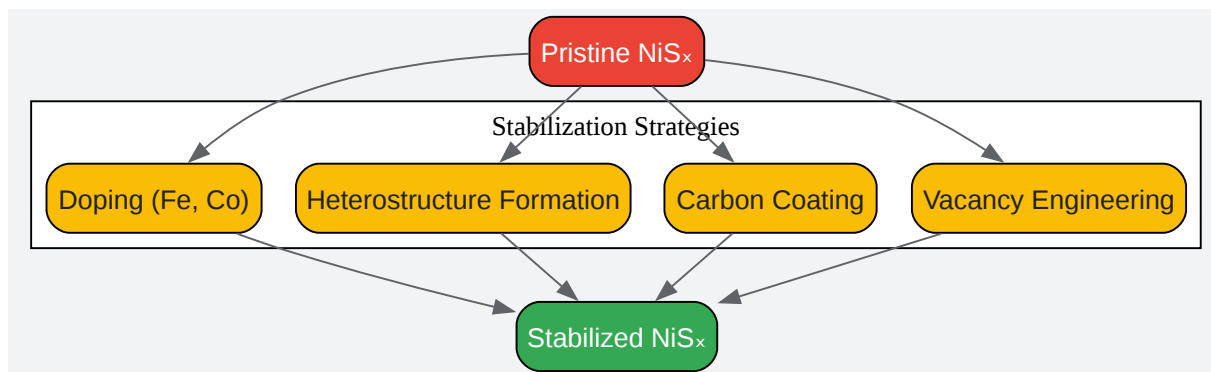 Pristine NiSₓ
Stabilization Strategies
Doping (Fe, Co)
Heterostructure Formation
Carbon Coating
Vacancy Engineering
Stabilized NiSₓ